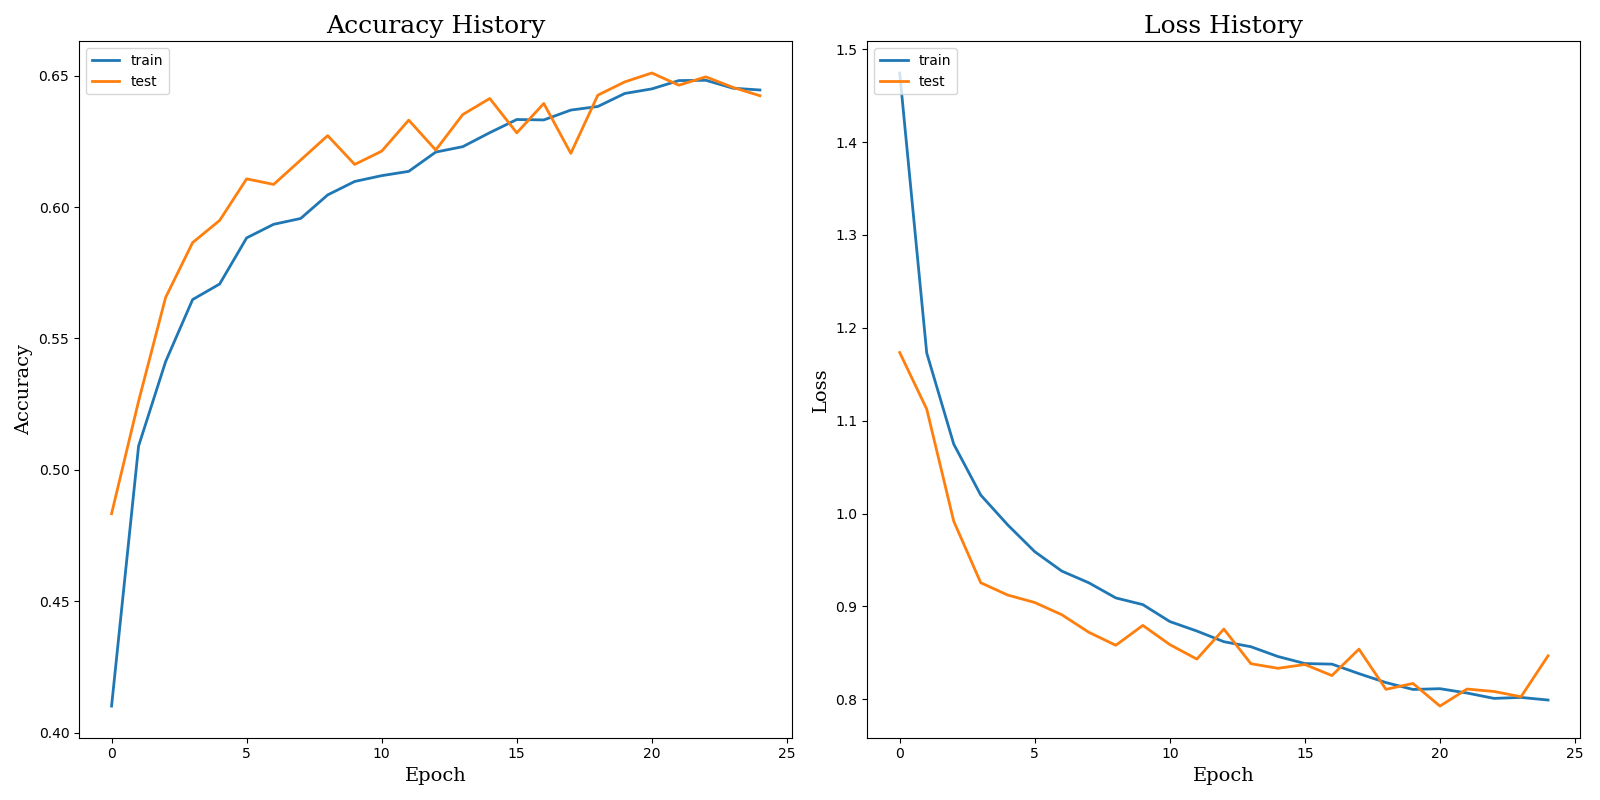 Accuracy History
train
test
0.65
0.60
0.55
0.50
0.45
0.40
Accuracy
0 5 10 15 20 25
Epoch
Loss History
train
test
1.5
1.4
1.3
1.2
1.1
1.0
0.9
0.8
Loss
0 5 10 15 20 25
Epoch